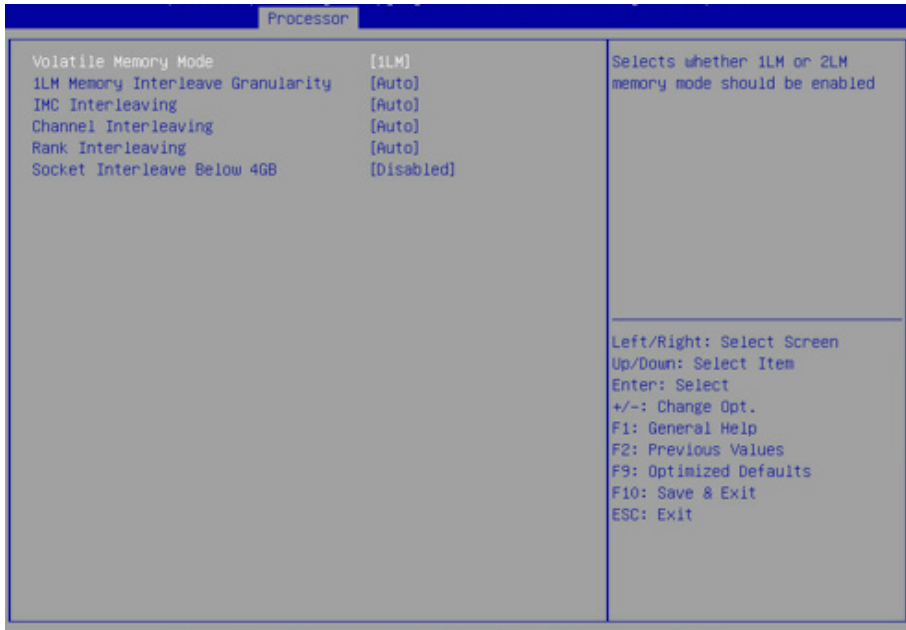 Processor
Volatile Memory Mode [1LM]
1LM Memory Interleave Granularity [Auto]
IMC Interleaving [Auto]
Channel Interleaving [Auto]
Rank Interleaving [Auto]
Socket Interleave Below 4GB [Disabled]
Selects whether 1LM or 2LM
memory mode should be enabled
Left/Right: Select Screen
Up/Down: Select Item
Enter: Select
+/-: Change Opt.
F1: General Help
F2: Previous Values
F9: Optimized Defaults
F10: Save & Exit
ESC: Exit